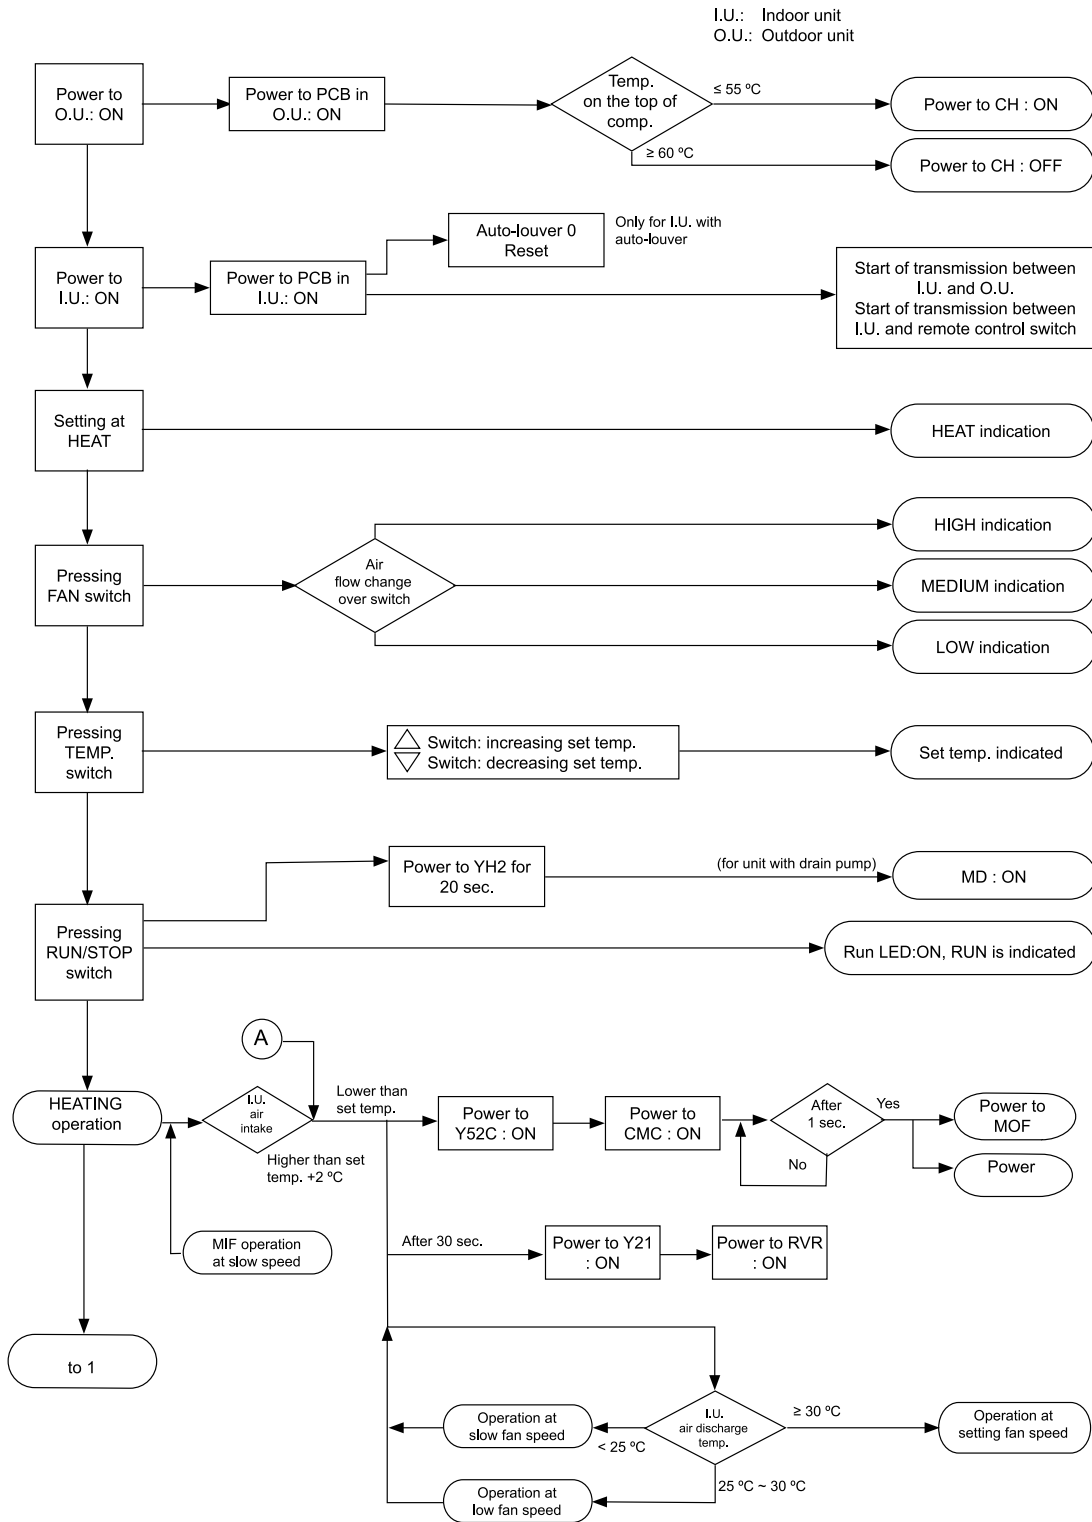 I.U.: Indoor unit
O.U.: Outdoor unit
Power to
O.U.: ON
Power to PCB in
O.U.: ON
Temp.
on the top of
comp.
≤ 55 ºC
Power to CH : ON
≥ 60 ºC
Power to CH : OFF
Power to
I.U.: ON
Power to PCB in
I.U.: ON
Auto-louver 0
Reset
Only for I.U. with
auto-louver
Start of transmission between
I.U. and O.U.
Start of transmission between
I.U. and remote control switch
Setting at
HEAT
HEAT indication
Pressing
FAN switch
Air
flow change
over switch
HIGH indication
MEDIUM indication
LOW indication
Pressing
TEMP.
switch
Switch: increasing set temp.
Switch: decreasing set temp.
Set temp. indicated
Pressing
RUN/STOP
switch
Power to YH2 for
20 sec.
(for unit with drain pump)
MD : ON
Run LED:ON, RUN is indicated
A
HEATING
operation
I.U.
air
intake
Lower than
set temp.
Higher than set
temp. +2 ºC
Power to
Y52C : ON
Power to
CMC : ON
After
1 sec.
Yes
No
Power to
MOF
Power
MIF operation
at slow speed
After 30 sec.
Power to Y21
: ON
Power to RVR
: ON
to 1
I.U.
air discharge
temp.
≥ 30 ºC
Operation at
setting fan speed
< 25 ºC
Operation at
slow fan speed
25 ºC ~ 30 ºC
Operation at
low fan speed